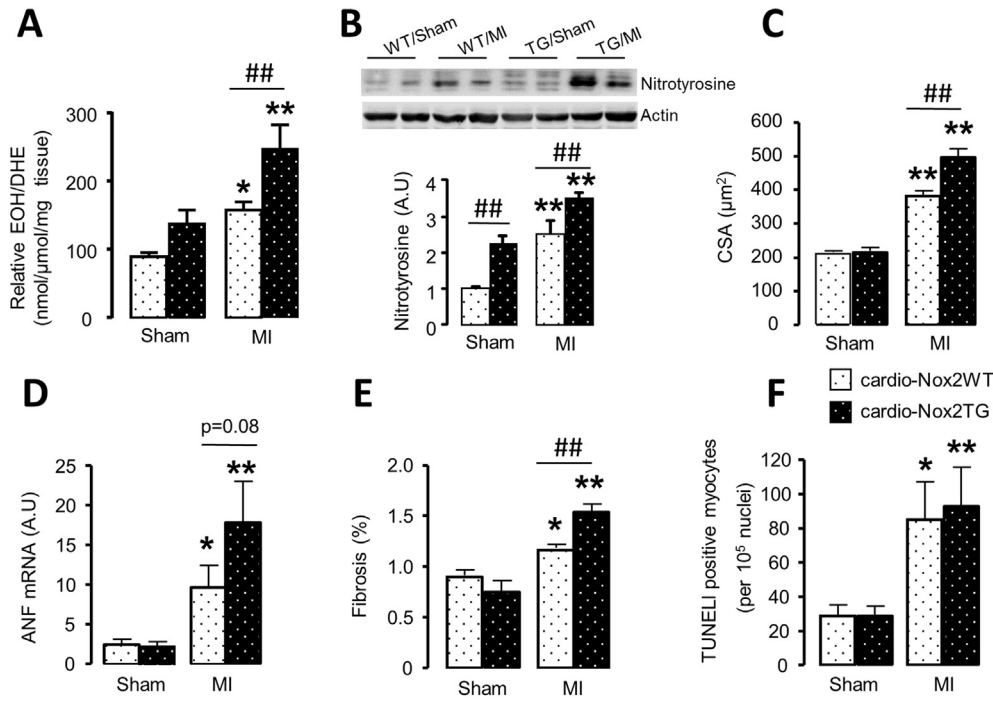 A
##
**
*
300
200
100
0
Relative EOH/DHE
(nmol/µmol/mg tissue)
Sham
MI
B
WT/Sham
WT/MI
TG/Sham
TG/MI
Nitrotyrosine
Actin
##
**
**
##
4
3
2
1
0
Nitrotyrosine (A.U)
Sham
MI
C
##
**
**
600
500
400
300
200
100
0
CSA (µm²)
Sham
MI
cardio-Nox2WT
cardio-Nox2TG
D
p=0.08
**
*
25
20
15
10
5
0
ANF mRNA (A.U)
Sham
MI
E
##
**
*
2.0
1.5
1.0
0.5
0
Fibrosis (%)
Sham
MI
F
**
*
120
100
80
60
40
20
0
TUNELI positive myocytes
(per 10⁵ nuclei)
Sham
MI